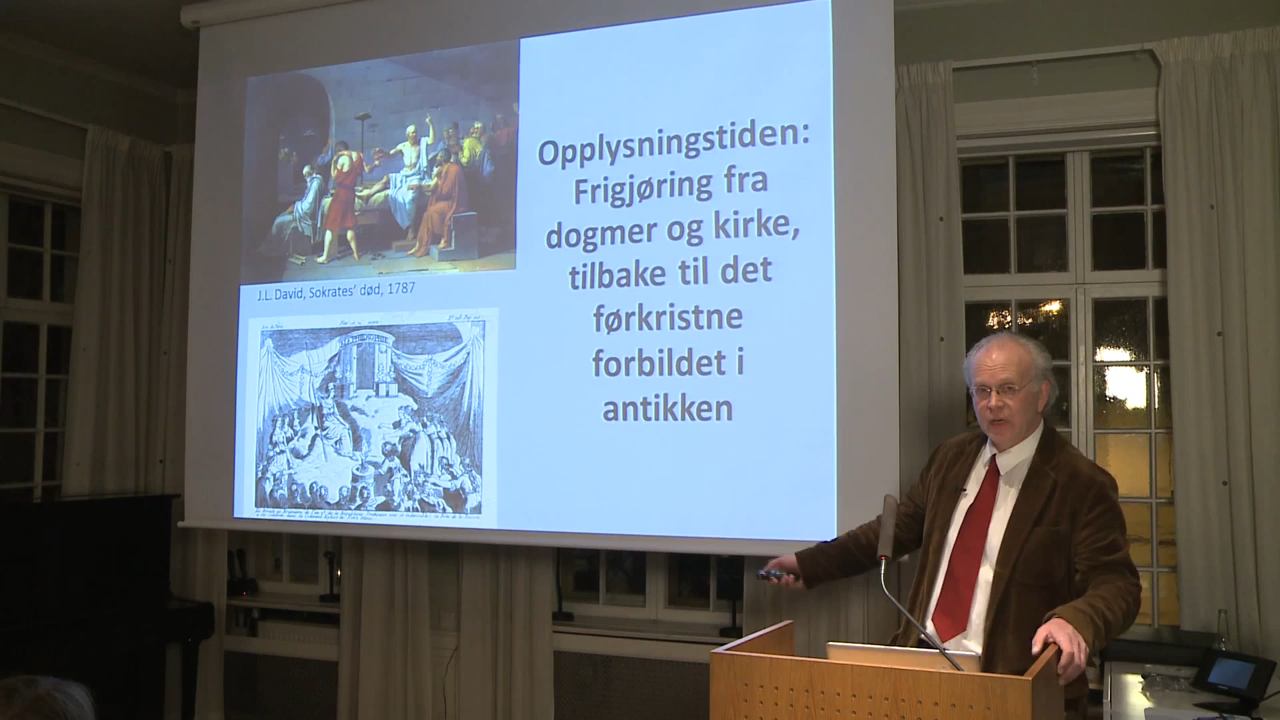 J.L. David, Sokrates' død, 1787
Opplysningstiden:
Frigjøring fra
dogmer og kirke,
tilbake til det
førkristne
forbildet i
antikken